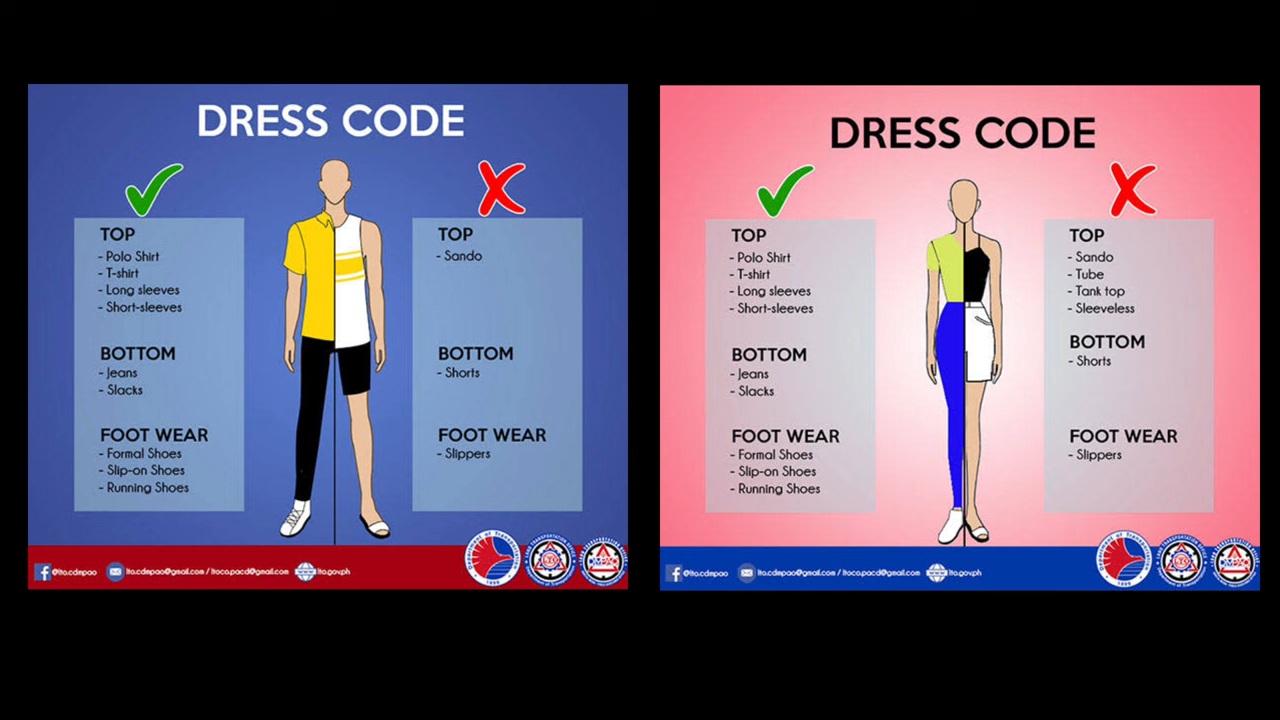 DRESS CODE
TOP
- Polo Shirt
- T-shirt
- Long sleeves
- Short-sleeves
BOTTOM
- Jeans
- Slacks
FOOT WEAR
- Formal Shoes
- Slip-on Shoes
- Running Shoes
TOP
- Sando
BOTTOM
- Shorts
FOOT WEAR
- Slippers
@lto.cdmpao lto.cdmpao@gmail.com / ltoco.pacd@gmail.com lto.gov.ph
DRESS CODE
TOP
- Polo Shirt
- T-shirt
- Long sleeves
- Short-sleeves
BOTTOM
- Jeans
- Slacks
FOOT WEAR
- Formal Shoes
- Slip-on Shoes
- Running Shoes
TOP
- Sando
- Tube
- Tank top
- Sleeveless
BOTTOM
- Shorts
FOOT WEAR
- Slippers
@lto.cdmpao lto.cdmpao@gmail.com / ltoco.pacd@gmail.com lto.gov.ph